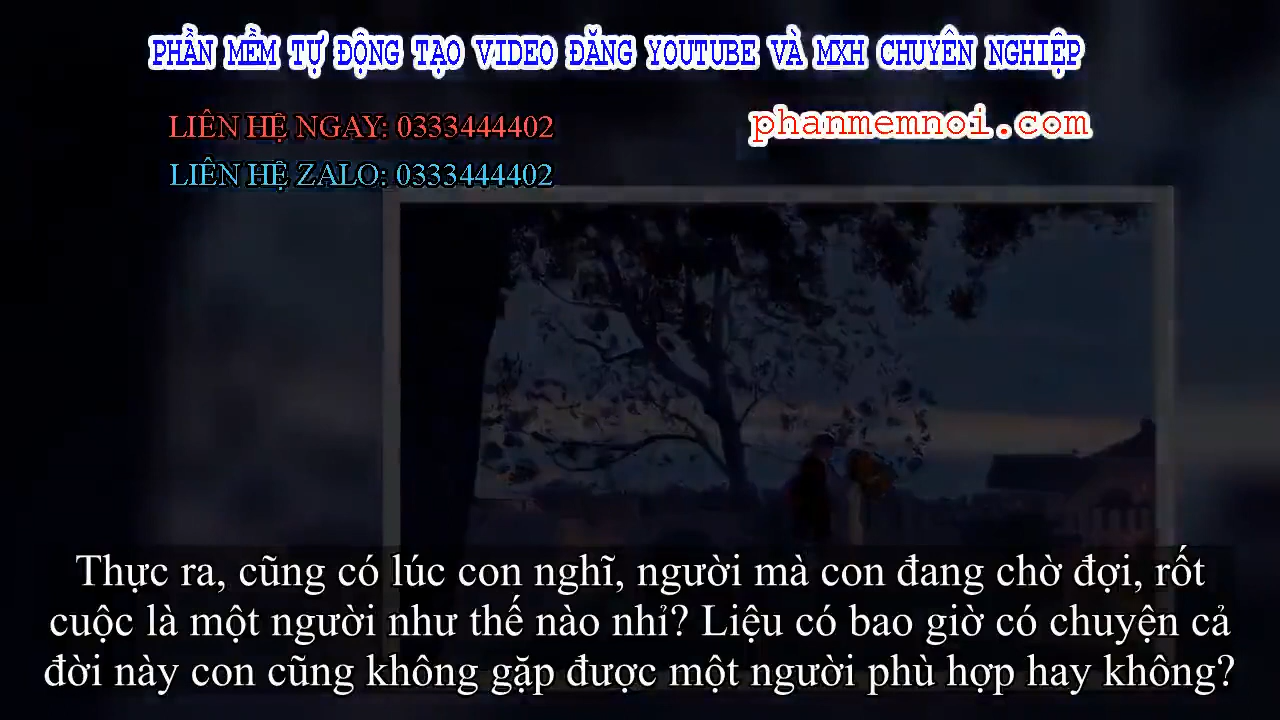 PHẦN MỀM TỰ ĐỘNG TẠO VIDEO ĐĂNG YOUTUBE VÀ MXH CHUYÊN NGHIỆP
LIÊN HỆ NGAY: 0333444402
phanmemnoi.com
LIÊN HỆ ZALO: 0333444402
Thực ra, cũng có lúc con nghĩ, người mà con đang chờ đợi, rốt
cuộc là một người như thế nào nhỉ? Liệu có bao giờ có chuyện cả
đời này con cũng không gặp được một người phù hợp hay không?